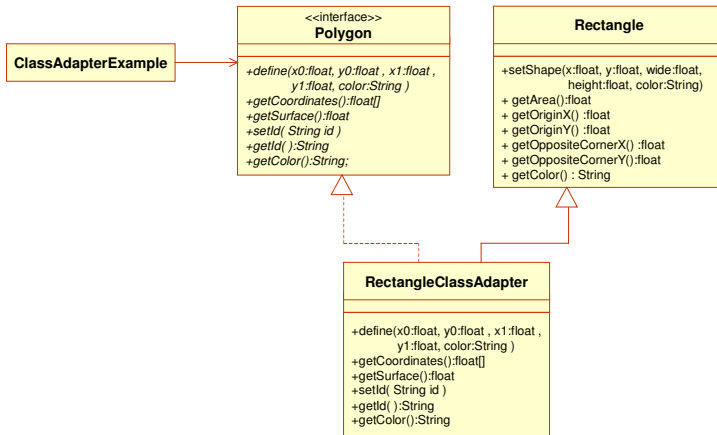 <<interface>>
Polygon
Rectangle
ClassAdapterExample
+define(x0:float, y0:float , x1:float ,
y1:float, color:String )
+getCoordinates():float[]
+getSurface():float
+setId( String id )
+getId( ):String
+getColor():String;
+setShape(x:float, y:float, wide:float,
height:float, color:String)
+ getArea():float
+ getOriginX() :float
+ getOriginY() :float
+ getOppositeCornerX() :float
+ getOppositeCornerY():float
+ getColor() : String
RectangleClassAdapter
+define(x0:float, y0:float , x1:float ,
y1:float, color:String )
+getCoordinates():float[]
+getSurface():float
+setId( String id )
+getId( ):String
+getColor():String